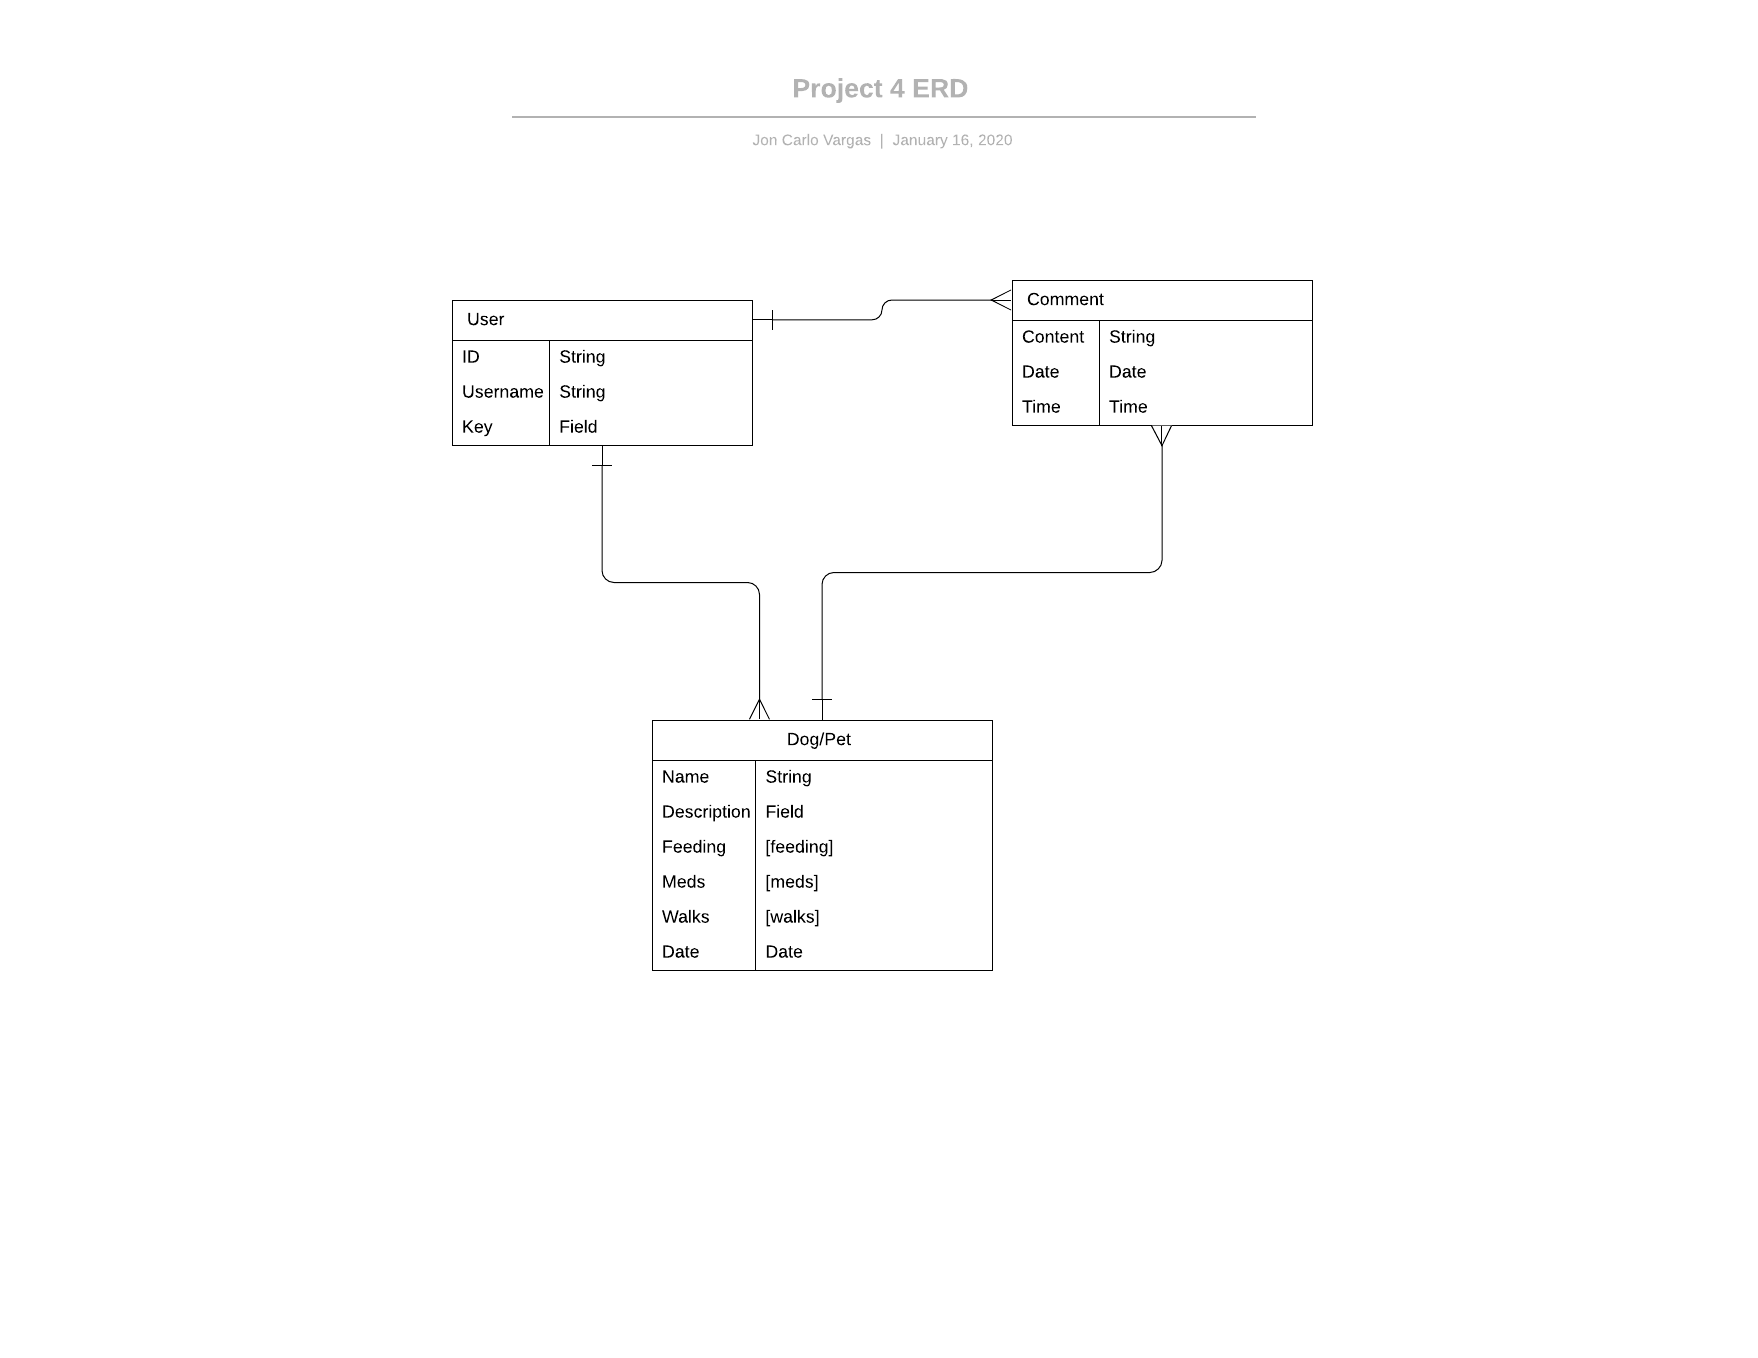 Project 4 ERD
Jon Carlo Vargas | January 16, 2020
User
ID String
Username String
Key Field
Comment
Content String
Date Date
Time Time
Dog/Pet
Name String
Description Field
Feeding [feeding]
Meds [meds]
Walks [walks]
Date Date